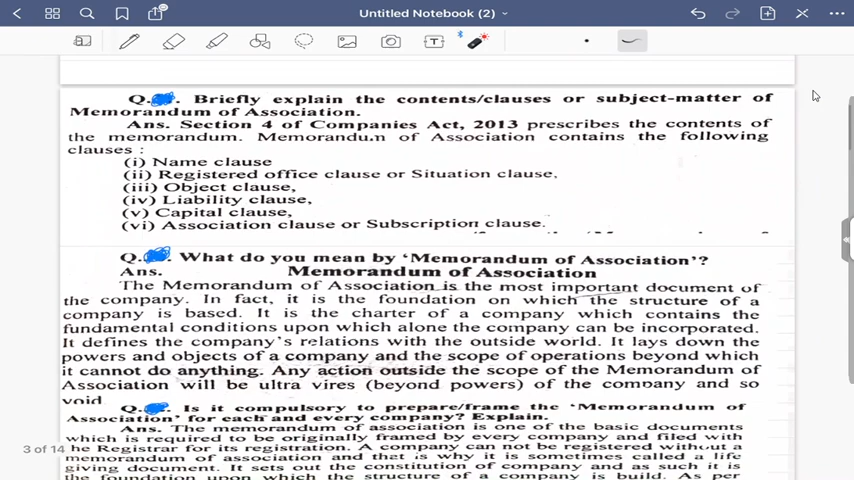 Untitled Notebook (2)
Q. Briefly explain the contents/clauses or subject-matter of
Memorandum of Association.
Ans. Section 4 of Companies Act, 2013 prescribes the contents of
the memorandum. Memorandum of Association contains the following
clauses :
(i) Name clause
(ii) Registered office clause or Situation clause,
(iii) Object clause,
(iv) Liability clause,
(v) Capital clause,
(vi) Association clause or Subscription clause.
Q. What do you mean by 'Memorandum of Association'?
Ans. Memorandum of Association
The Memorandum of Association is the most important document of
the company. In fact, it is the foundation on which the structure of a
company is based. It is the charter of a company which contains the
fundamental conditions upon which alone the company can be incorporated.
It defines the company's relations with the outside world. It lays down the
powers and objects of a company and the scope of operations beyond which
it cannot do anything. Any action outside the scope of the Memorandum of
Association will be ultra vires (beyond powers) of the company and so
void.
Q. Is it compulsory to prepare/frame the 'Memorandum of
Association' for each and every company? Explain.
Ans. The memorandum of association is one of the basic documents
which is required to be originally framed by every company and filed with
3 of 14
he Registrar for its registration. A company can not be registered without a
memorandum of association and that is why it is sometimes called a life
giving document. It sets out the constitution of company and as such it is
the foundation upon which the structure of company is build. As per